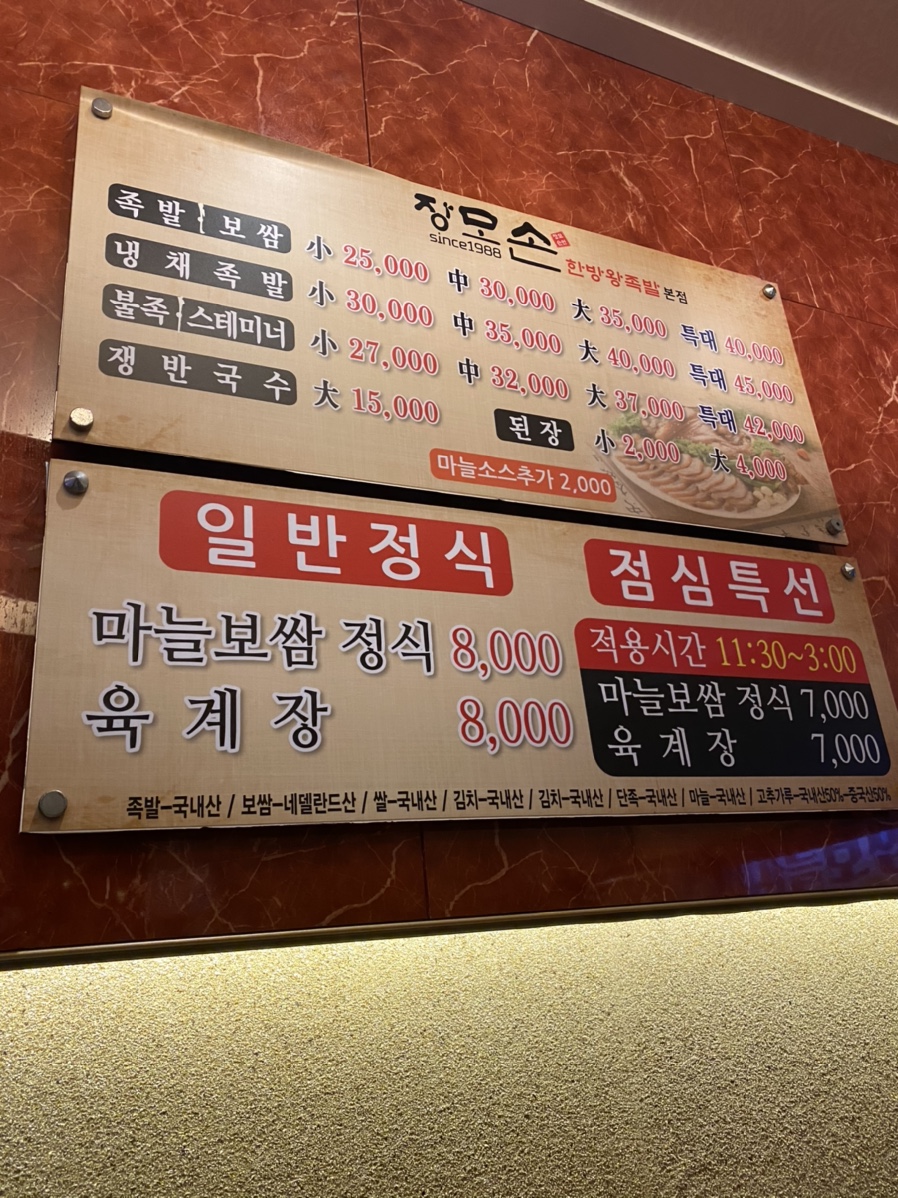 장모손
since1988
한방왕족발 본점
족발 보쌈 小 25,000 中 30,000 大 35,000 특대 40,000
냉채족발 小 30,000 中 35,000 大 40,000 특대 45,000
불족 스테미너 小 27,000 中 32,000 大 37,000 특대 42,000
쟁반국수 大 15,000
된장 小 2,000 大 4,000
마늘소스추가 2,000
일반정식
마늘보쌈 정식 8,000
육계장 8,000
점심특선
적용시간 11:30~3:00
마늘보쌈 정식 7,000
육계장 7,000
족발-국내산 / 보쌈-네델란드산 / 쌀-국내산 / 김치-국내산 / 김치-국내산 / 단족-국내산 / 마늘-국내산 / 고추가루-국내산50%-중국산50%